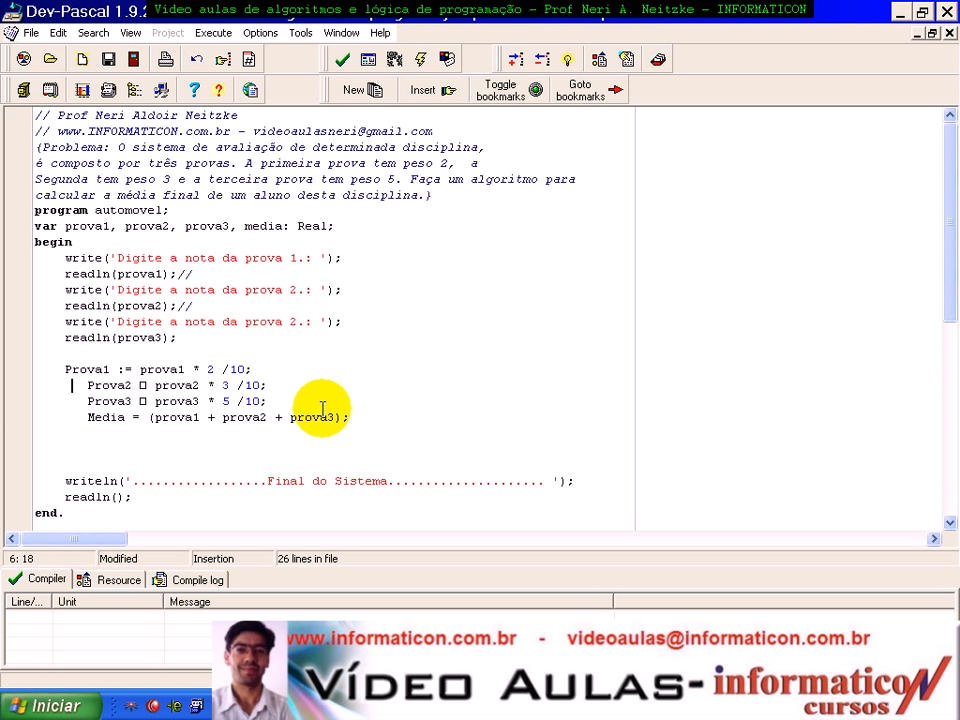 Dev-Pascal 1.9.2
Vídeo aulas de algoritmos e lógica de programação - Prof Neri A. Neitzke - INFORMATICON
File Edit Search View Project Execute Options Tools Window Help
Toggle bookmarks
Goto bookmarks
New
Insert
// Prof Neri Aldoir Neitzke
// www.INFORMATICON.com.br - videoaulasneri@gmail.com
{Problema: O sistema de avaliação de determinada disciplina,
é composto por três provas. A primeira prova tem peso 2, a
Segunda tem peso 3 e a terceira prova tem peso 5. Faça um algoritmo para
calcular a média final de um aluno desta disciplina.}
program automovel;
var prova1, prova2, prova3, media: Real;
begin
write('Digite a nota da prova 1.: ');
readln(prova1);//
write('Digite a nota da prova 2.: ');
readln(prova2);//
write('Digite a nota da prova 2.: ');
readln(prova3);
Prova1 := prova1 * 2 /10;
Prova2 □ prova2 * 3 /10;
Prova3 □ prova3 * 5 /10;
Media = (prova1 + prova2 + prova3);
writeln('..................Final do Sistema..................... ');
readln();
end.
6: 18 Modified Insertion 26 lines in file
Compiler Resource Compile log
Line/... Unit Message
www.informaticon.com.br - videoaulas@informaticon.com.br
Vídeo Aulas-informaticon
cursos
Iniciar